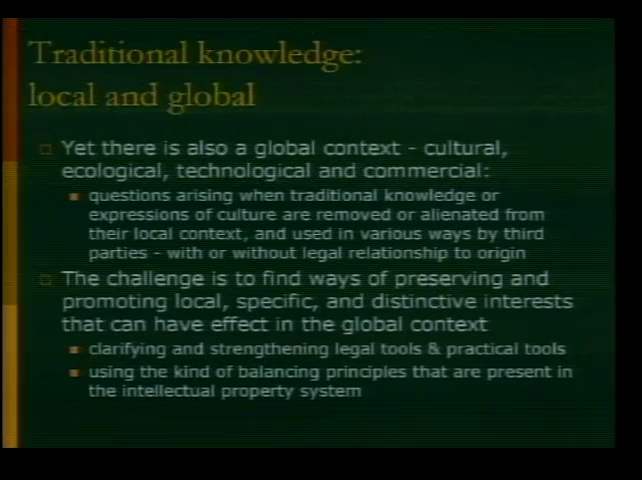 Traditional knowledge:
local and global
Yet there is also a global context - cultural,
ecological, technological and commercial:
questions arising when traditional knowledge or
expressions of culture are removed or alienated from
their local context, and used in various ways by third
parties - with or without legal relationship to origin
The challenge is to find ways of preserving and
promoting local, specific, and distinctive interests
that can have effect in the global context
clarifying and strengthening legal tools & practical tools
using the kind of balancing principles that are present in
the intellectual property system